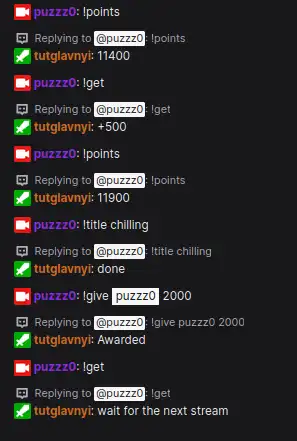 puzzz0: !points
Replying to @puzzz0: !points
tutglavnyi: 11400
puzzz0: !get
Replying to @puzzz0: !get
tutglavnyi: +500
puzzz0: !points
Replying to @puzzz0: !points
tutglavnyi: 11900
puzzz0: !title chilling
Replying to @puzzz0: !title chilling
tutglavnyi: done
puzzz0: !give puzzz0 2000
Replying to @puzzz0: !give puzzz0 2000
tutglavnyi: Awarded
puzzz0: !get
Replying to @puzzz0: !get
tutglavnyi: wait for the next stream